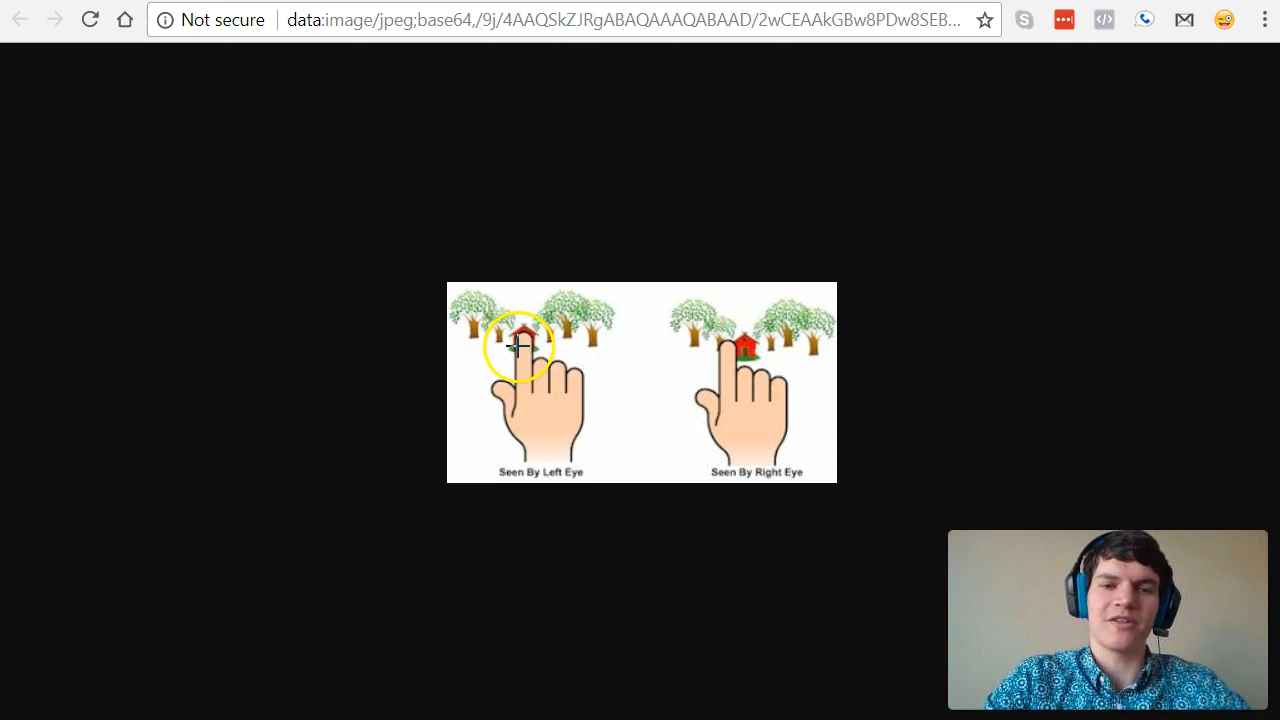 Not secure
data:image/jpeg;base64,/9j/4AAQSkZJRgABAQAAAQABAAD/2wCEAAkGBw8PDw8SEB...
Seen By Left Eye
Seen By Right Eye